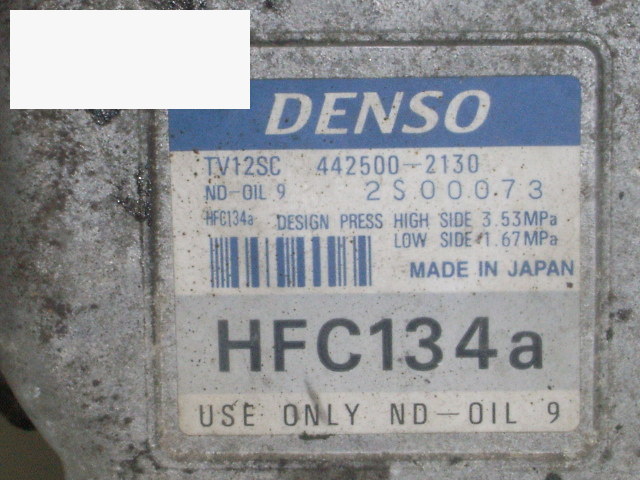 DENSO
TV12SC 442500-2130
ND-OIL 9 2S00073
HFC134a DESIGN PRESS HIGH SIDE 3.53MPa
LOW SIDE 1.67MPa
MADE IN JAPAN
HFC134a
USE ONLY ND-OIL 9